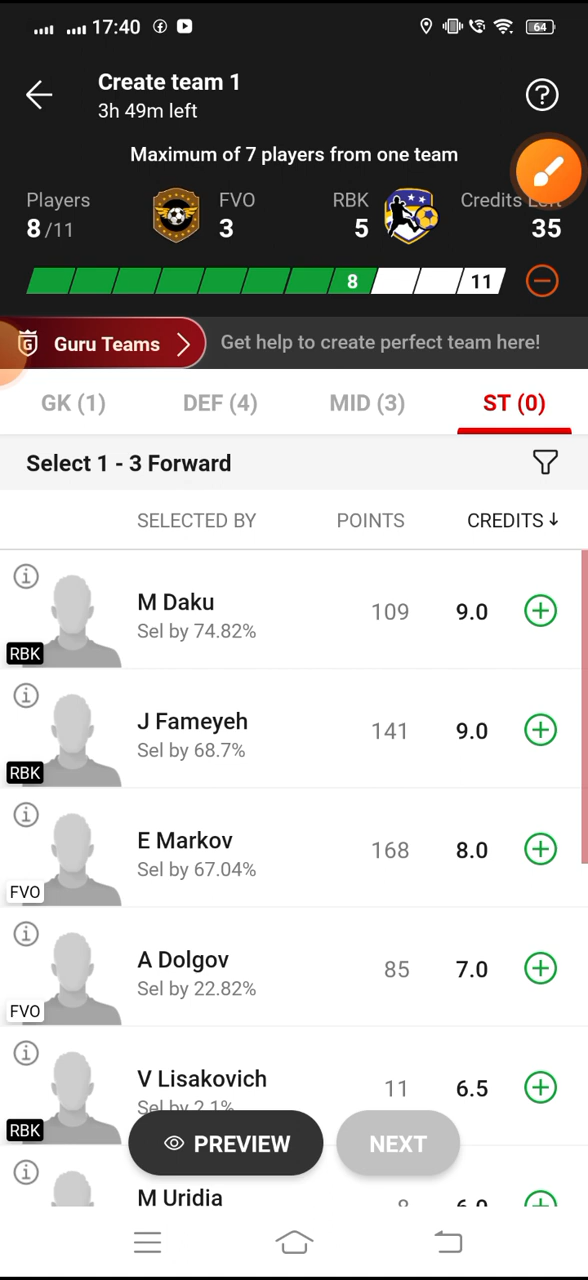 17:40
64
Create team 1
3h 49m left
Maximum of 7 players from one team
Players FVO RBK Credits Left
8/11 3 5 35
8 11
G Guru Teams Get help to create perfect team here!
GK (1) DEF (4) MID (3) ST (0)
Select 1 - 3 Forward
SELECTED BY POINTS CREDITS ↓
M Daku 109 9.0
Sel by 74.82%
RBK
J Fameyeh 141 9.0
Sel by 68.7%
RBK
E Markov 168 8.0
Sel by 67.04%
FVO
A Dolgov 85 7.0
Sel by 22.82%
FVO
V Lisakovich 11 6.5
Sel by 2.1%
RBK
PREVIEW NEXT
M Uridia